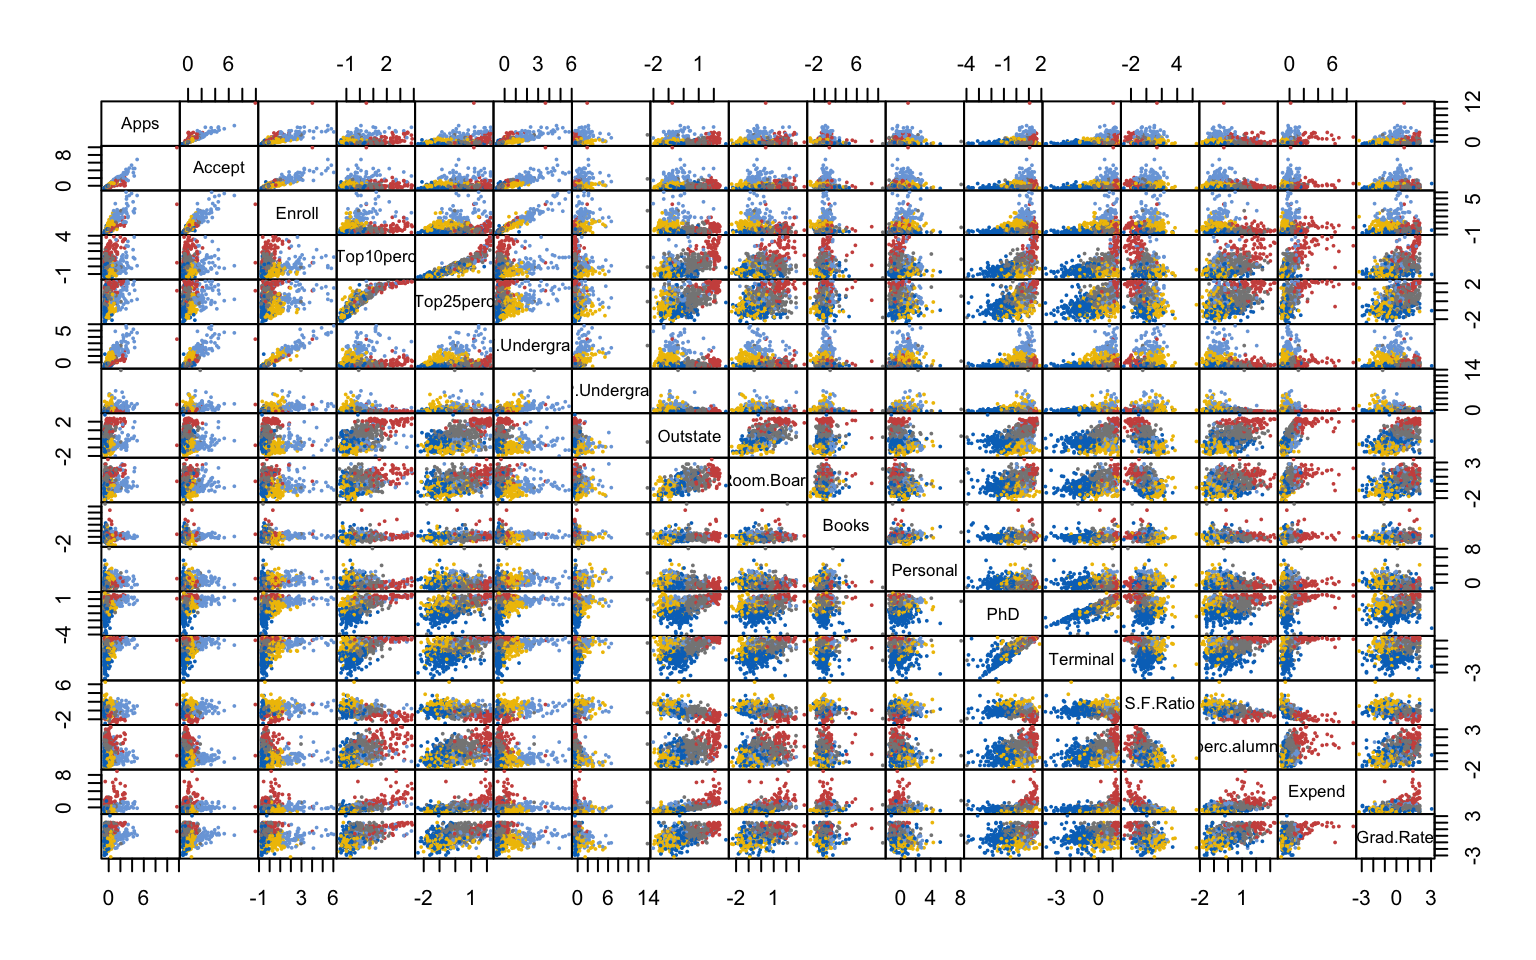 0 6 -1 2 0 3 6 -2 1 -2 6 -4 -1 2 -2 4 0 6
Apps 12
0
8 Accept
0
Enroll 5
-1
4 Top10perc
-1
Top25perc 2
-2
5 .Undergra
0
.Undergra 14
0
2 Outstate
-2
Room.Boar 3
-2
Books
-2
Personal 8
0
1 PhD
-4
Terminal
-3
6 S.F.Ratio
-2
perc.alumn 3
-2
8 Expend
0
Grad.Rate 3
-3
0 6 -1 3 6 -2 1 0 6 14 -2 1 0 4 8 -3 0 -2 1 -3 0 3